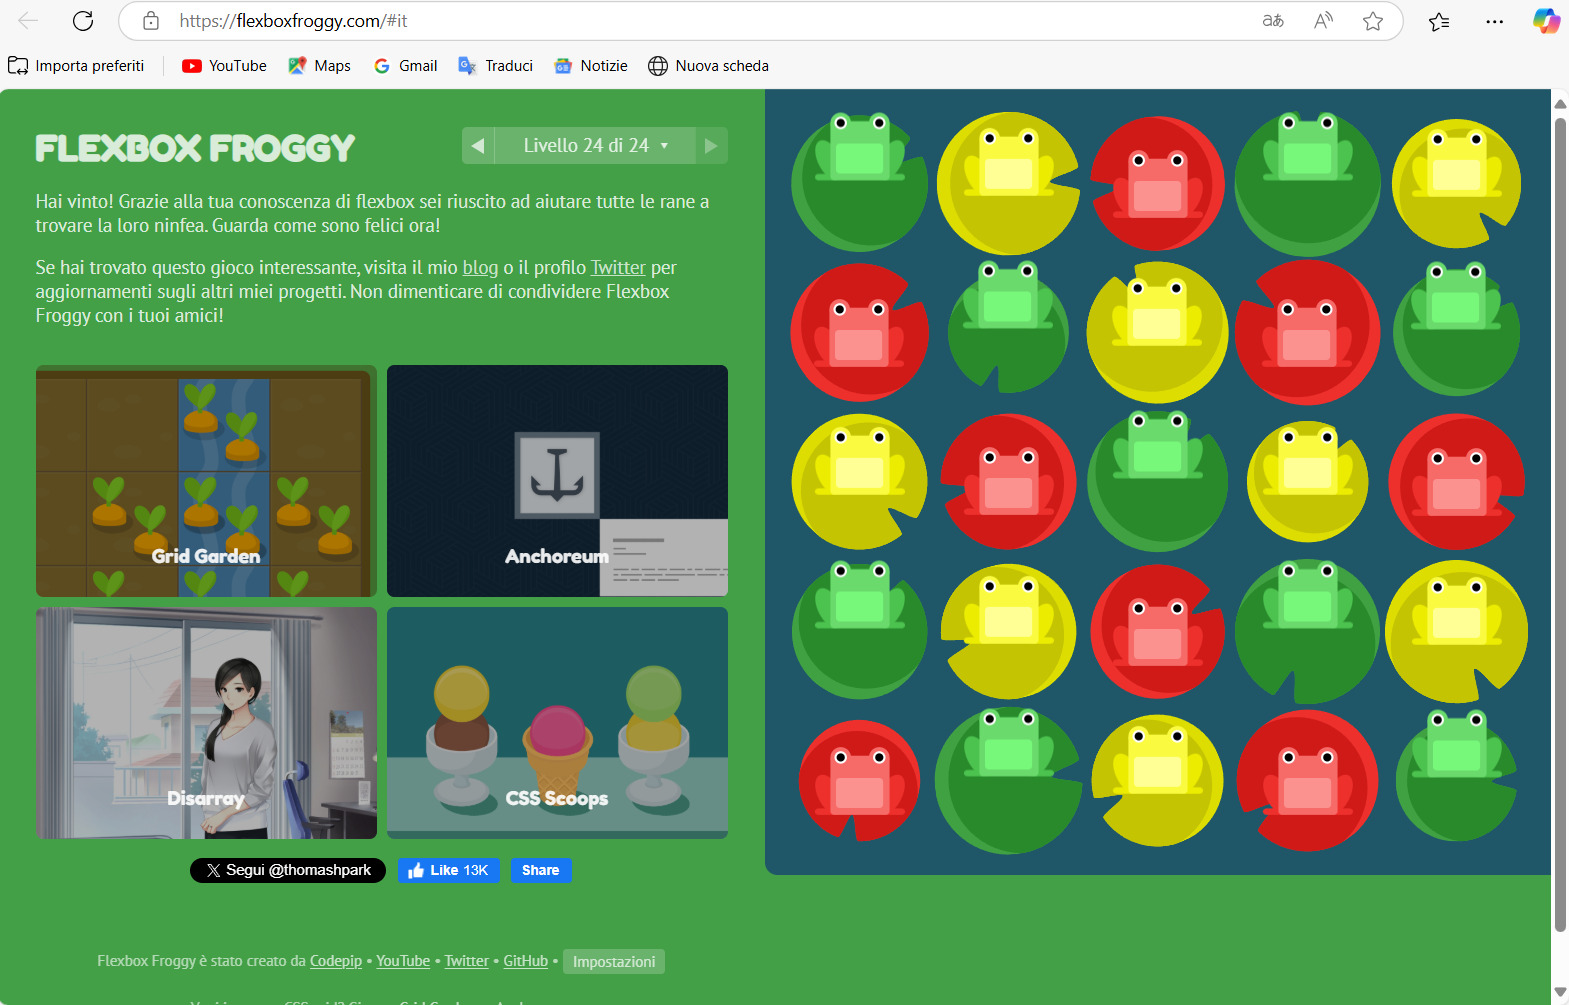 https://flexboxfroggy.com/#it
Importa preferiti
YouTube
Maps
Gmail
Traduci
Notizie
Nuova scheda
FLEXBOX FROGGY
Livello 24 di 24
Hai vinto! Grazie alla tua conoscenza di flexbox sei riuscito ad aiutare tutte le rane a
trovare la loro ninfea. Guarda come sono felici ora!
Se hai trovato questo gioco interessante, visita il mio blog o il profilo Twitter per
aggiornamenti sugli altri miei progetti. Non dimenticare di condividere Flexbox
Froggy con i tuoi amici!
Grid Garden
Anchoreum
Disarray
CSS Scoops
Segui @thomashpark
Like 13K
Share
Flexbox Froggy è stato creato da Codepip • YouTube • Twitter • GitHub •
Impostazioni